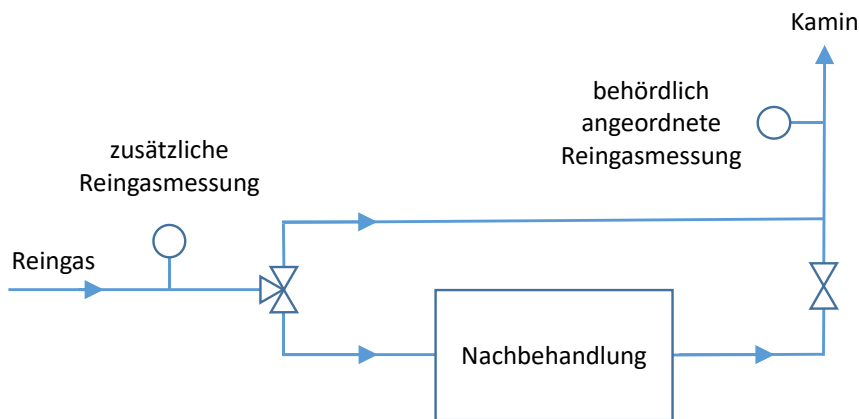 Kamin
behördlich
angeordnete
Reingasmessung
zusätzliche
Reingasmessung
Reingas
Nachbehandlung